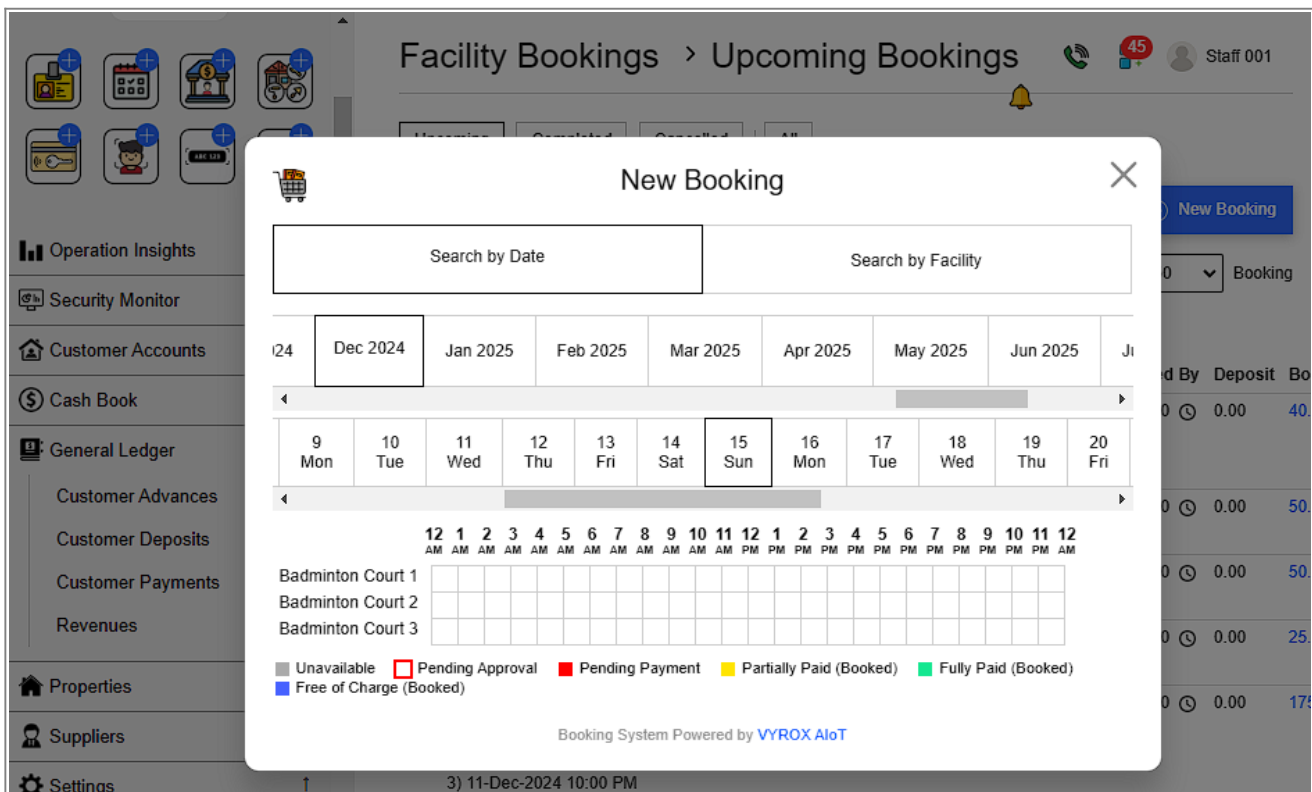 Facility Bookings > Upcoming Bookings
45
Staff 001
ABC 123
Upcoming Completed Cancelled All
New Booking
New Booking
Search by Date Search by Facility
Operation Insights
Security Monitor
Customer Accounts
Cash Book
General Ledger
Customer Advances
Customer Deposits
Customer Payments
Revenues
Properties
Suppliers
Settings
Booking
Dec 2024 Jan 2025 Feb 2025 Mar 2025 Apr 2025 May 2025 Jun 2025
9 10 11 12 13 14 15 16 17 18 19 20
Mon Tue Wed Thu Fri Sat Sun Mon Tue Wed Thu Fri
12 1 2 3 4 5 6 7 8 9 10 11 12 1 2 3 4 5 6 7 8 9 10 11 12
AM AM AM AM AM AM AM AM AM AM AM AM PM PM PM PM PM PM PM PM PM PM PM PM AM
Badminton Court 1
Badminton Court 2
Badminton Court 3
Unavailable Pending Approval Pending Payment Partially Paid (Booked) Fully Paid (Booked)
Free of Charge (Booked)
Booking System Powered by VYROX AIoT
By Deposit
0.00
0.00
0.00
0.00
0.00
3) 11-Dec-2024 10:00 PM